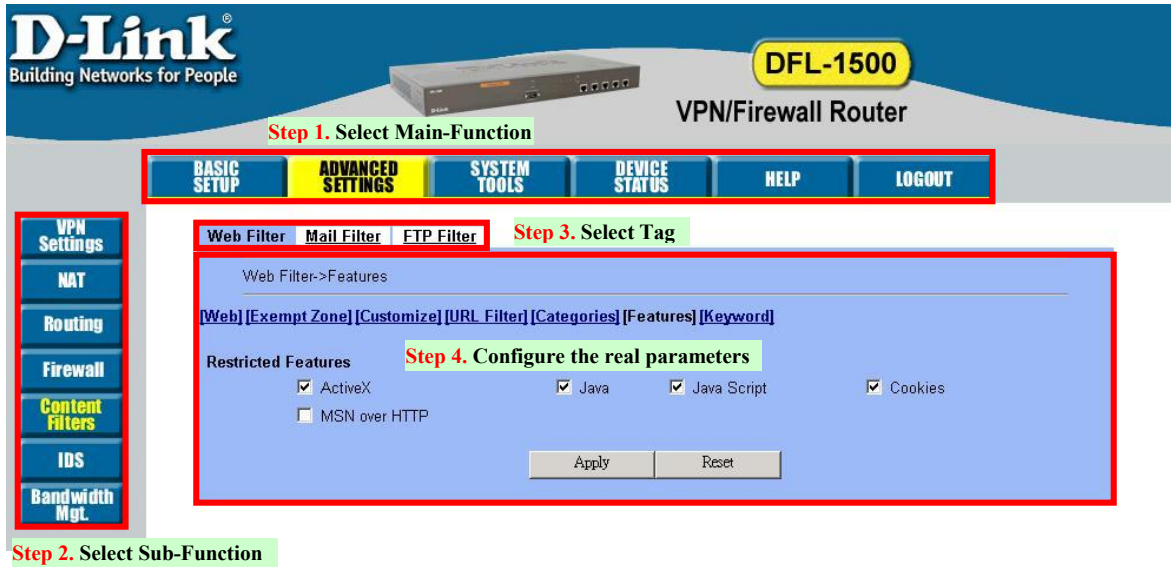 D-Link®
Building Networks for People
DFL-1500
VPN/Firewall Router
Step 1. Select Main-Function
BASIC SETUP
ADVANCED SETTINGS
SYSTEM TOOLS
DEVICE STATUS
HELP
LOGOUT
VPN Settings
NAT
Routing
Firewall
Content Filters
IDS
Bandwidth Mgt.
Step 2. Select Sub-Function
Web Filter Mail Filter FTP Filter
Step 3. Select Tag
Web Filter->Features
[Web] [Exempt Zone] [Customize] [URL Filter] [Categories] [Features] [Keyword]
Restricted Features
Step 4. Configure the real parameters
ActiveX Java Java Script Cookies
MSN over HTTP
Apply Reset